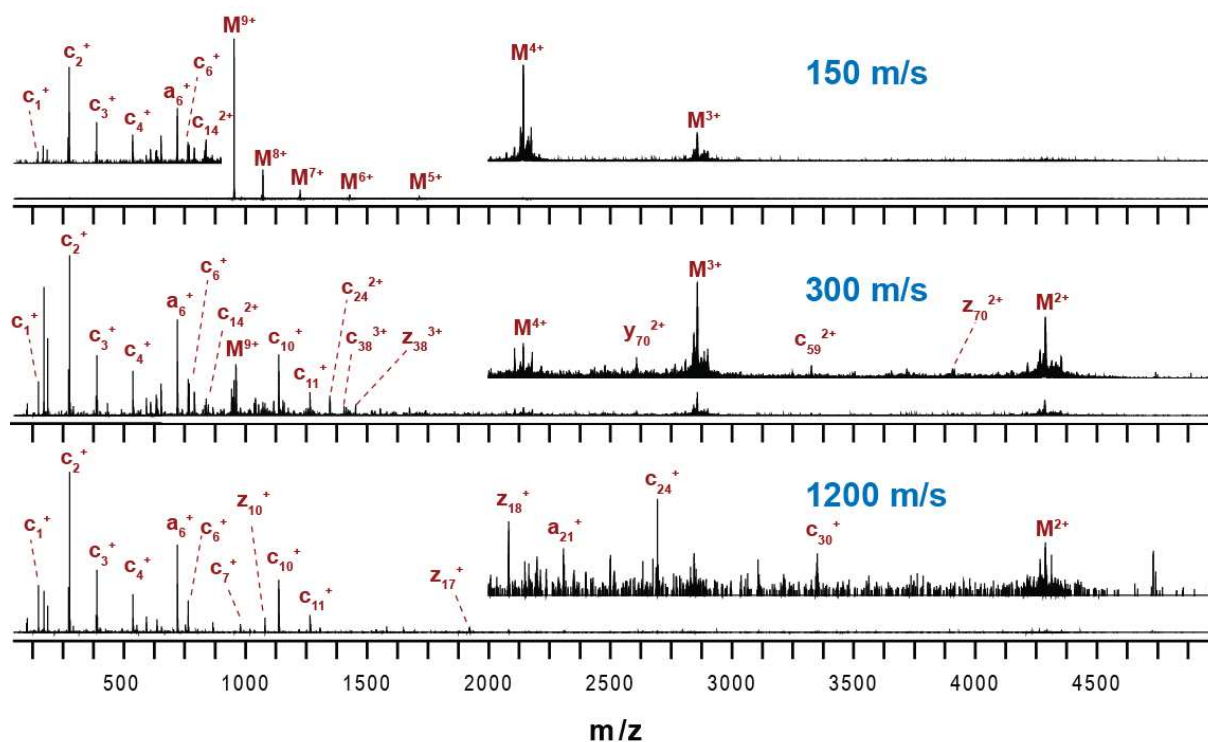 150 m/s
c₁⁺
c₂⁺
c₃⁺
c₄⁺
a₆⁺
c₆⁺
c₁₄²⁺
M⁹⁺
M⁸⁺
M⁷⁺
M⁶⁺
M⁵⁺
M⁴⁺
M³⁺
300 m/s
c₁⁺
c₂⁺
c₃⁺
c₄⁺
a₆⁺
c₆⁺
c₁₄²⁺
M⁹⁺
c₁₀⁺
c₁₁⁺
c₂₄²⁺
c₃₈³⁺
z₃₈³⁺
M⁴⁺
y₇₀²⁺
M³⁺
c₅₉²⁺
z₇₀²⁺
M²⁺
1200 m/s
c₁⁺
c₂⁺
c₃⁺
c₄⁺
a₆⁺
c₆⁺
c₇⁺
z₁₀⁺
c₁₀⁺
c₁₁⁺
z₁₇⁺
z₁₈⁺
a₂₁⁺
c₂₄⁺
c₃₀⁺
M²⁺
500 1000 1500 2000 2500 3000 3500 4000 4500
m/z